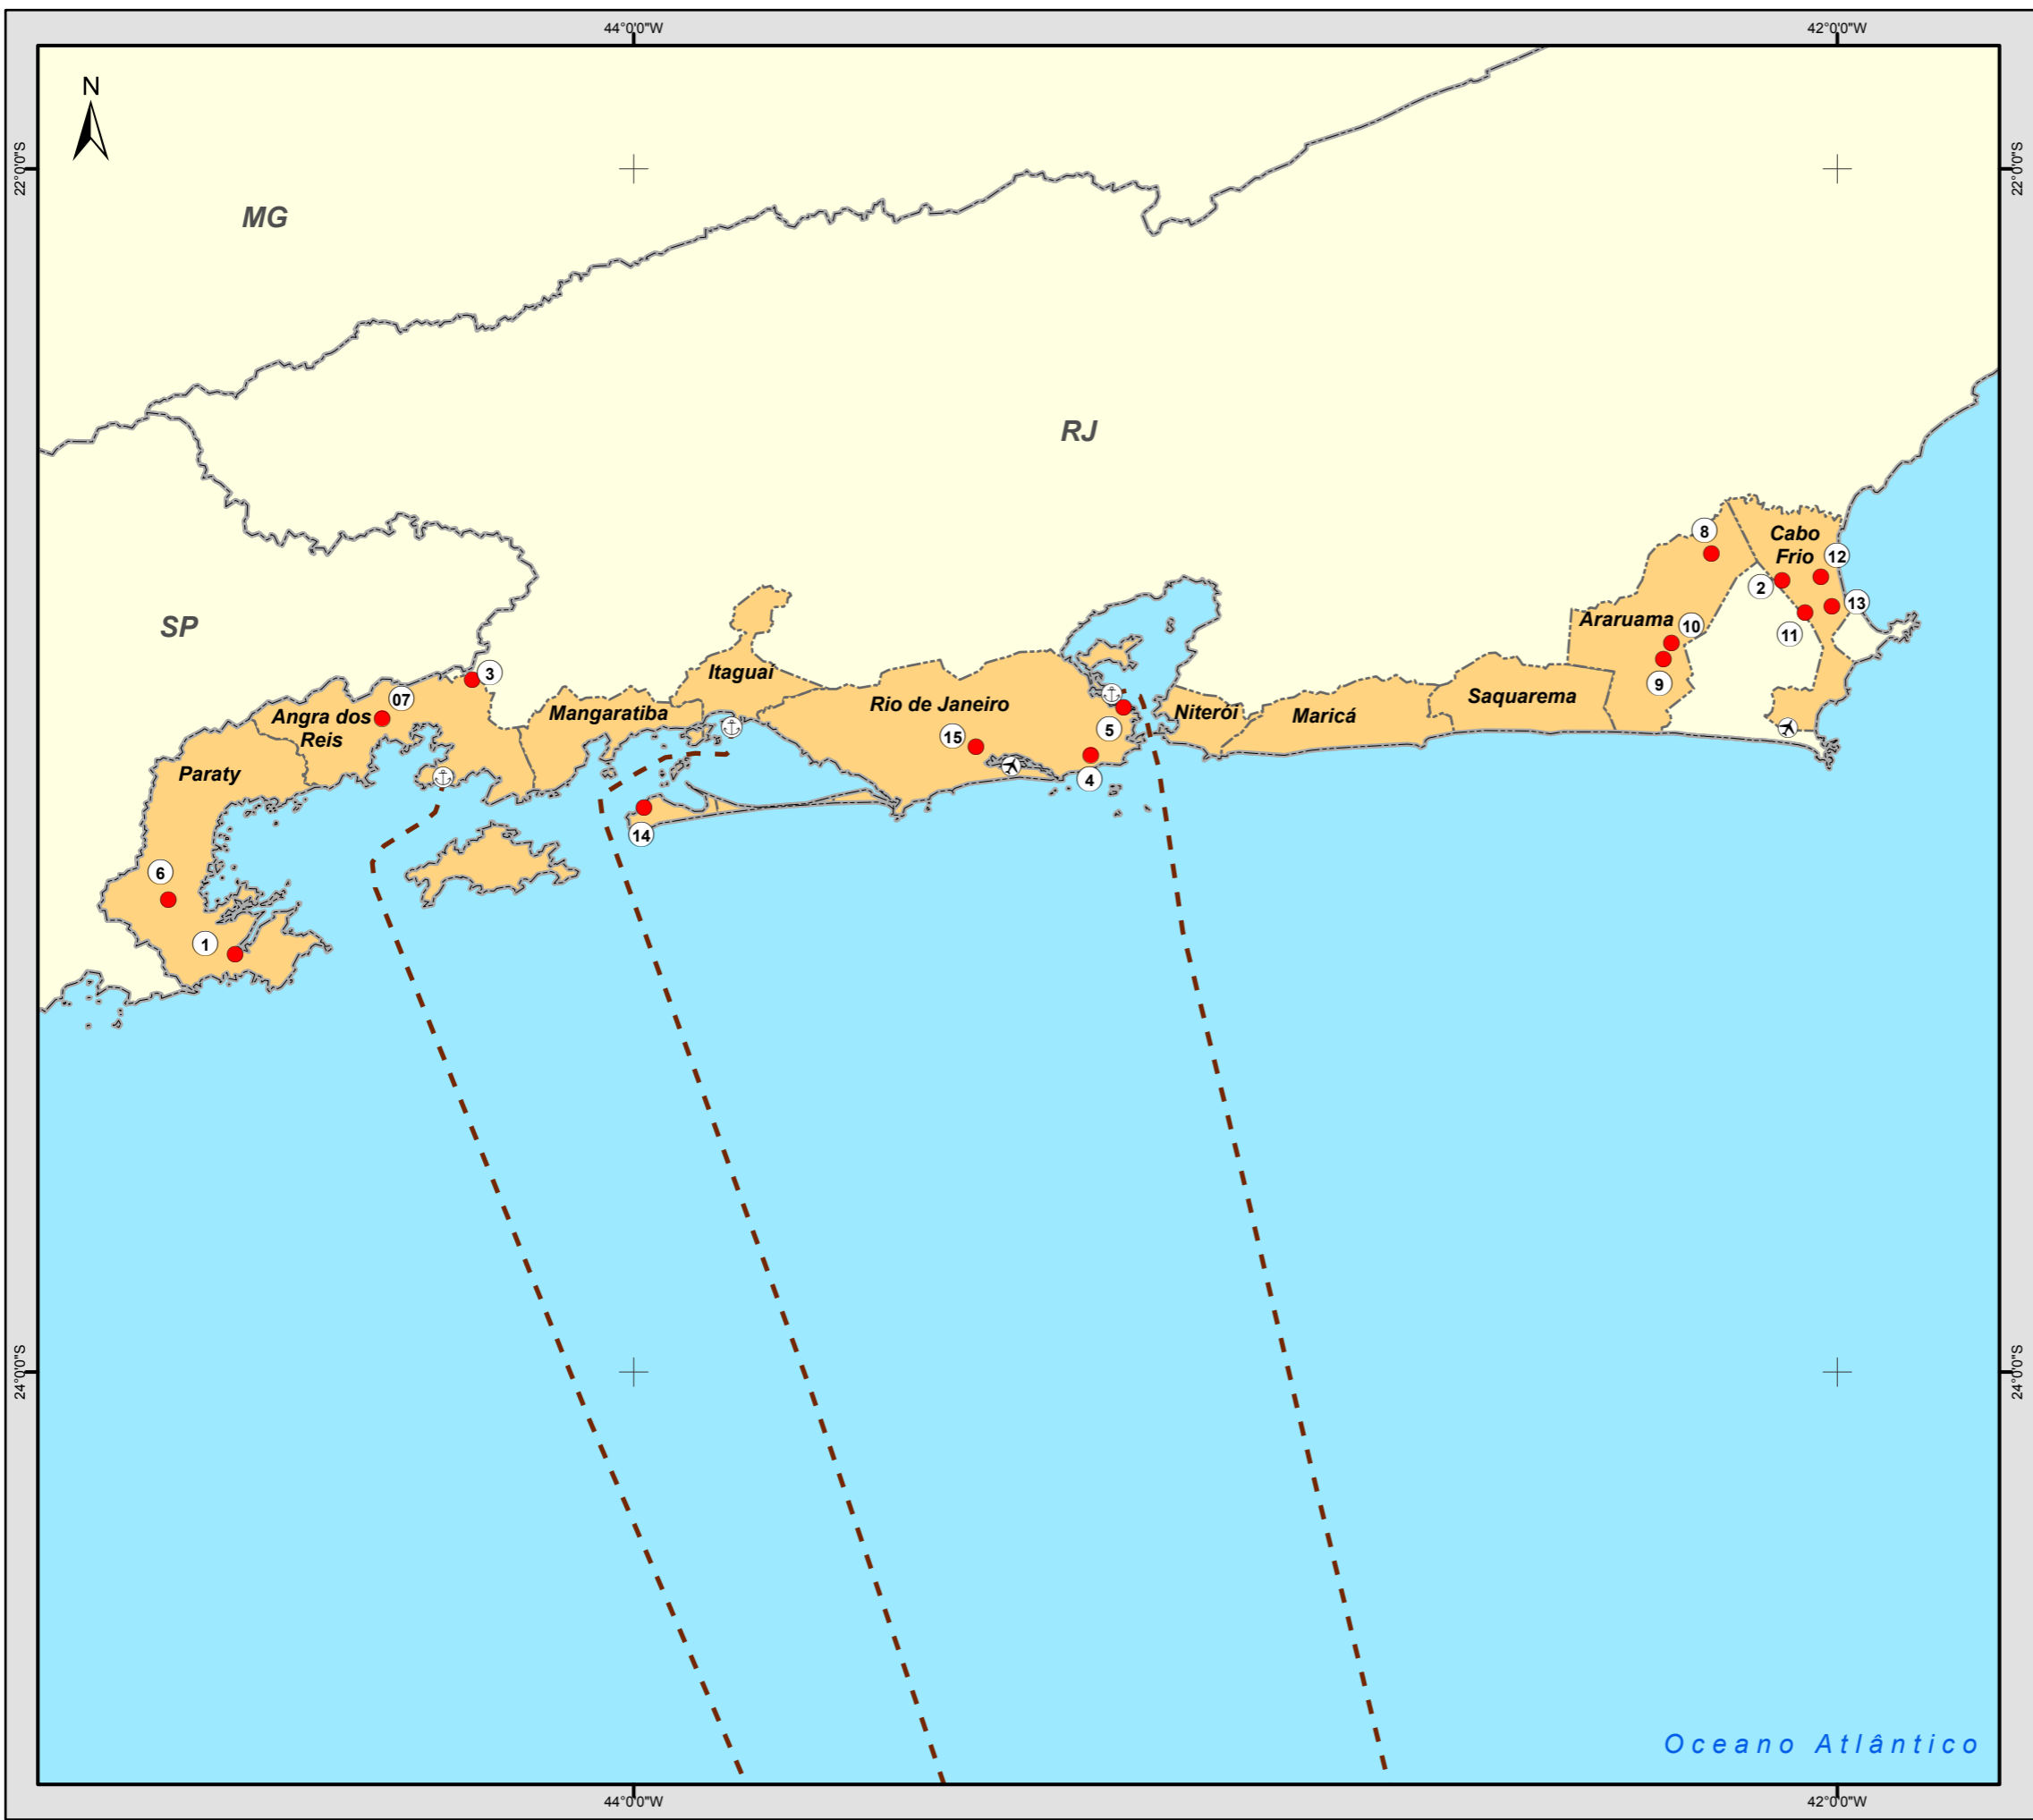 44°0'0"W
42°0'0"W
N
22°0'0"S
22°0'0"S
MG
RJ
SP
8
Cabo
Frio
12
2
13
Araruama
10
11
3
Itaguaí
9
07
Angra dos
Reis
Mangaratiba
Rio de Janeiro
Niterói
Maricá
Saquarema
15
5
Paraty
4
14
6
1
24°0'0"S
24°0'0"S
Oceano Atlântico
44°0'0"W
42°0'0"W